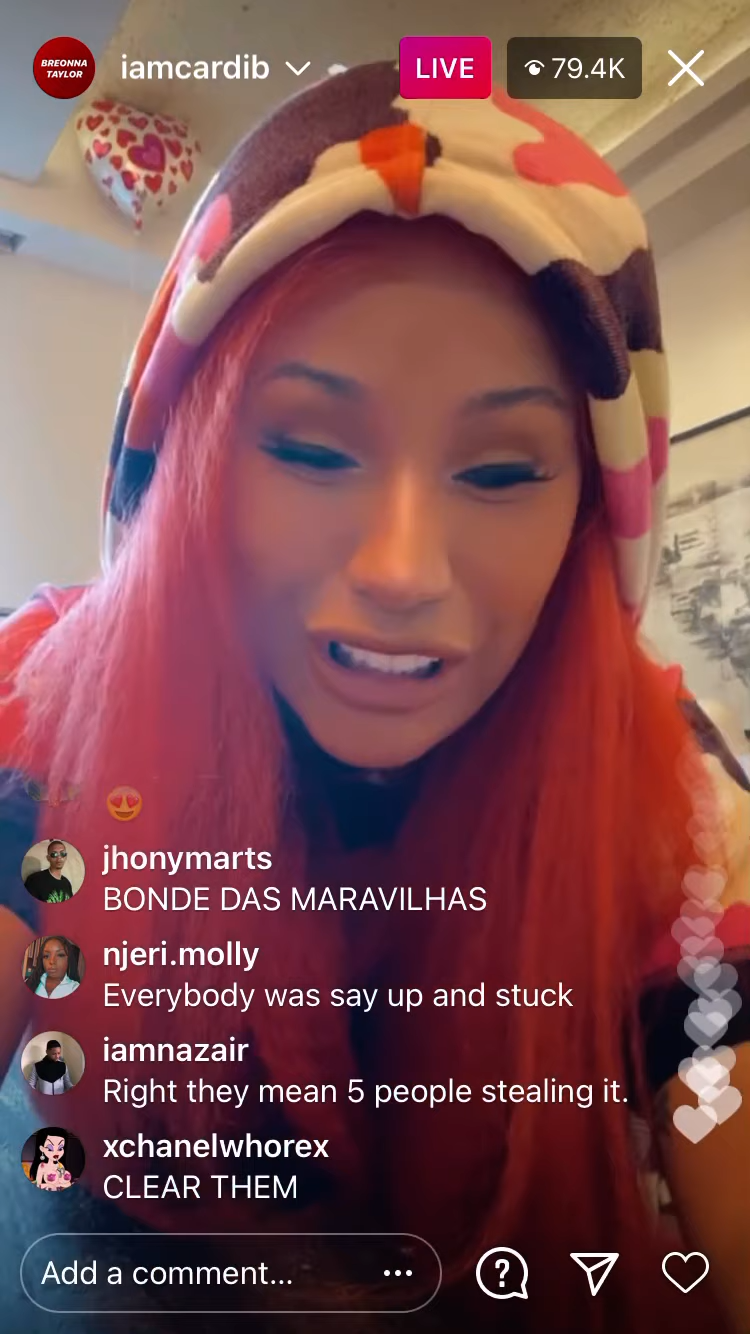 BREONNA
TAYLOR
iamcardib
LIVE
79.4K
jhonymarts
BONDE DAS MARAVILHAS
njeri.molly
Everybody was say up and stuck
iamnazair
Right they mean 5 people stealing it.
xchanelwhorex
CLEAR THEM
Add a comment...